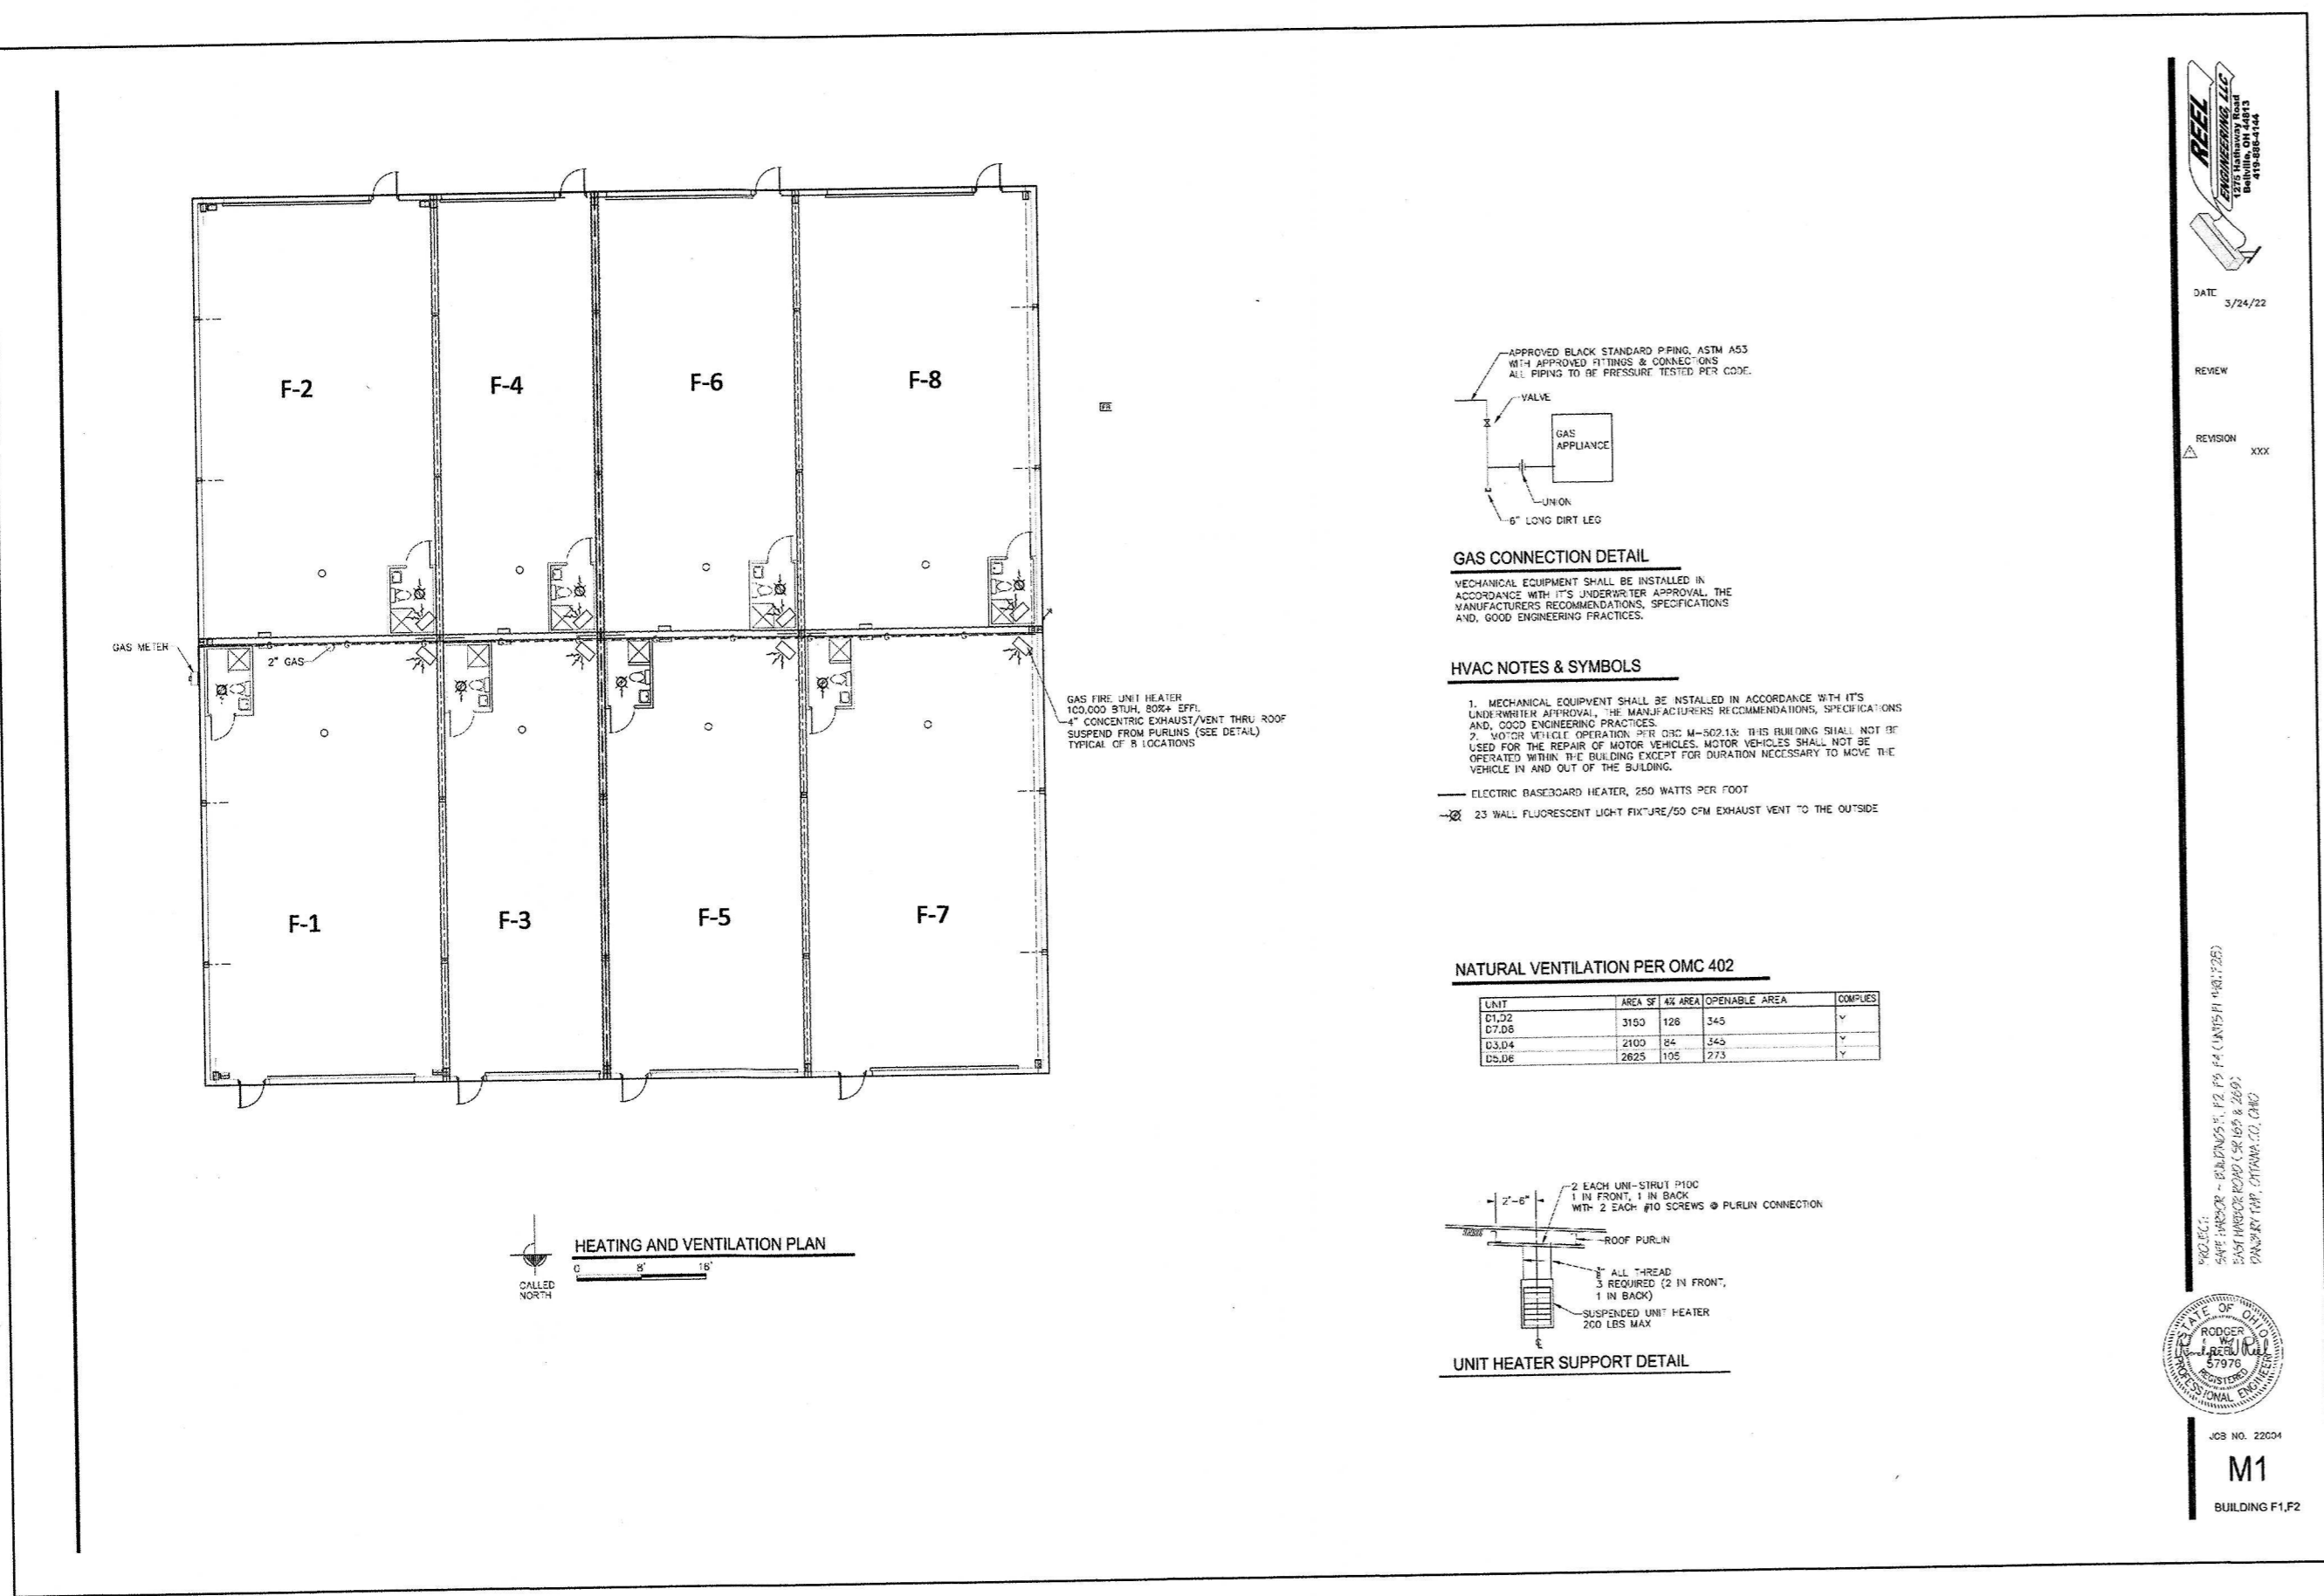 REEL
ENGINEERING, LLC
1275 Hathaway Road
Bellville, OH 44813
419-886-4144
DATE
3/24/22
REVIEW
REVISION
XXX
F-2
F-4
F-6
F-8
GAS METER
2" GAS
G
G
G
G
G
G
G
F-1
F-3
F-5
F-7
GAS FIRE UNIT HEATER
100,000 BTUH, 80%+ EFFI.
4" CONCENTRIC EXHAUST/VENT THRU ROOF
SUSPEND FROM PURLINS (SEE DETAIL)
TYPICAL OF 8 LOCATIONS
CALLED
NORTH
HEATING AND VENTILATION PLAN
0 8' 16'
APPROVED BLACK STANDARD PIPING, ASTM A53
WITH APPROVED FITTINGS & CONNECTIONS
ALL PIPING TO BE PRESSURE TESTED PER CODE.
VALVE
GAS
APPLIANCE
UNION
6" LONG DIRT LEG
GAS CONNECTION DETAIL
MECHANICAL EQUIPMENT SHALL BE INSTALLED IN
ACCORDANCE WITH IT'S UNDERWRITER APPROVAL, THE
MANUFACTURERS RECOMMENDATIONS, SPECIFICATIONS
AND, GOOD ENGINEERING PRACTICES.
HVAC NOTES & SYMBOLS
1. MECHANICAL EQUIPMENT SHALL BE INSTALLED IN ACCORDANCE WITH IT'S
UNDERWRITER APPROVAL, THE MANUFACTURERS RECOMMENDATIONS, SPECIFICATIONS
AND, GOOD ENGINEERING PRACTICES.
2. MOTOR VEHICLE OPERATION PER OBC M-502.13: THIS BUILDING SHALL NOT BE
USED FOR THE REPAIR OF MOTOR VEHICLES. MOTOR VEHICLES SHALL NOT BE
OPERATED WITHIN THE BUILDING EXCEPT FOR DURATION NECESSARY TO MOVE THE
VEHICLE IN AND OUT OF THE BUILDING.
ELECTRIC BASEBOARD HEATER, 250 WATTS PER FOOT
23 WALL FLUORESCENT LIGHT FIXTURE/50 CFM EXHAUST VENT TO THE OUTSIDE
NATURAL VENTILATION PER OMC 402
UNIT AREA SF 4% AREA OPENABLE AREA COMPLIES
D1,D2
D7,D8 3150 126 345 Y
D3,D4 2100 84 345 Y
D5,D6 2625 105 273 Y
2'-6"
2 EACH UNI-STRUT P10C
1 IN FRONT, 1 IN BACK
WITH 2 EACH #10 SCREWS @ PURLIN CONNECTION
ROOF PURLIN
ALL THREAD
3 REQUIRED (2 IN FRONT,
1 IN BACK)
SUSPENDED UNIT HEATER
200 LBS MAX
UNIT HEATER SUPPORT DETAIL
PROJECT:
SAFE HARBOR ~ BUILDINGS F1, F2, F3, F4
EAST HARBOR ROAD (SR 163 & 269)
DANBURY TWP., OTTAWA CO., OHIO
STATE OF OHIO
RODGER
W.
REEL
57976
REGISTERED
PROFESSIONAL ENGINEER
JOB NO. 22004
M1
BUILDING F1,F2